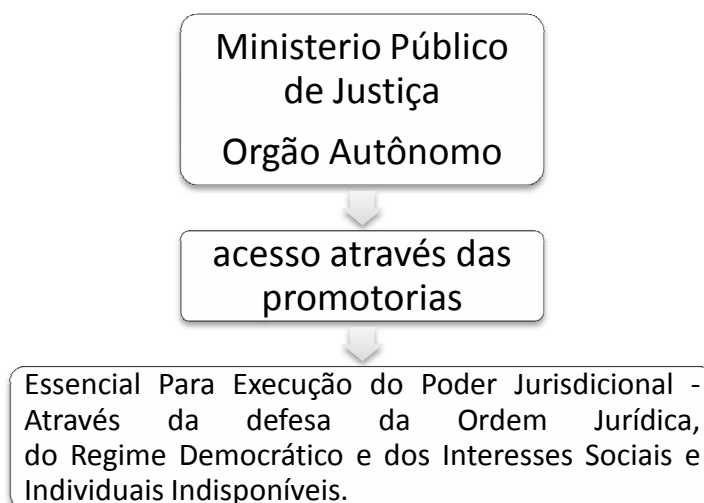 Ministerio Público
de Justiça
Orgão Autônomo
acesso através das
promotorias
Essencial Para Execução do Poder Jurisdicional -
Através da defesa da Ordem Jurídica,
do Regime Democrático e dos Interesses Sociais e
Individuais Indisponíveis.